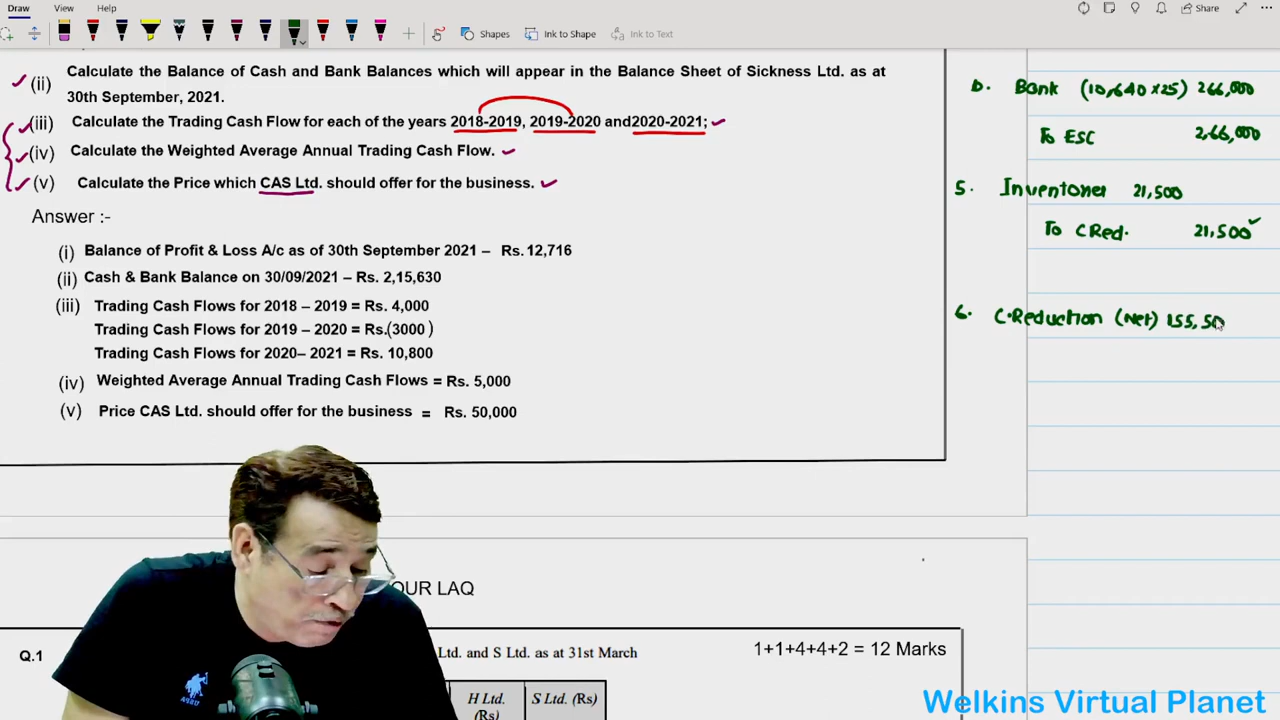 Draw View Help
Share
Shapes Ink to Shape Ink to Text
(ii) Calculate the Balance of Cash and Bank Balances which will appear in the Balance Sheet of Sickness Ltd. as at
30th September, 2021.
(iii) Calculate the Trading Cash Flow for each of the years 2018-2019, 2019-2020 and2020-2021;
(iv) Calculate the Weighted Average Annual Trading Cash Flow.
(v) Calculate the Price which CAS Ltd. should offer for the business.
Answer :-
(i) Balance of Profit & Loss A/c as of 30th September 2021 – Rs. 12,716
(ii) Cash & Bank Balance on 30/09/2021 – Rs. 2,15,630
(iii) Trading Cash Flows for 2018 – 2019 = Rs. 4,000
Trading Cash Flows for 2019 – 2020 = Rs.(3000 )
Trading Cash Flows for 2020– 2021 = Rs. 10,800
(iv) Weighted Average Annual Trading Cash Flows = Rs. 5,000
(v) Price CAS Ltd. should offer for the business = Rs. 50,000
D. Bank (10,640 x 25) 266,000
To ESC 2,66,000
5. Inventories 21,500
To C Red. 21,500
6. C.Reduction (Net) 155,50
OUR LAQ
Q.1 Ltd. and S Ltd. as at 31st March 1+1+4+4+2 = 12 Marks
H Ltd. (Rs) S Ltd. (Rs)
Welkins Virtual Planet